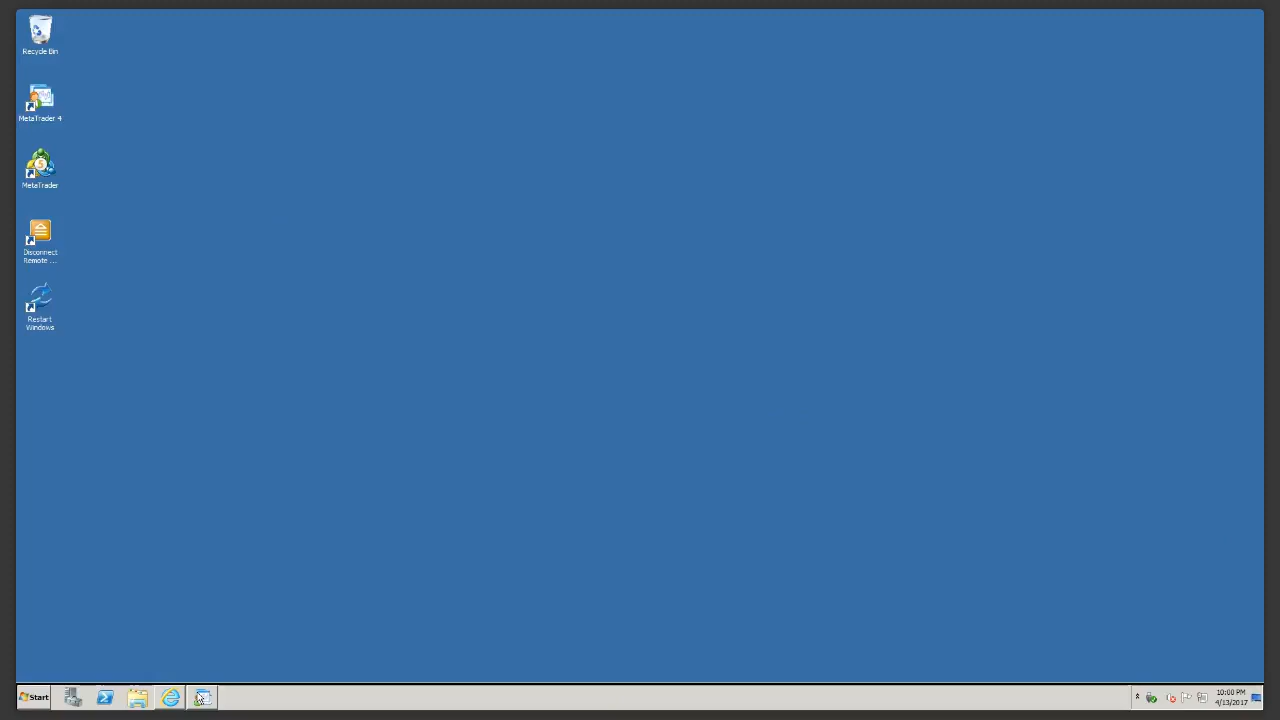 Recycle Bin
MetaTrader 4
MetaTrader
Disconnect
Remote ...
Restart
Windows
Start
10:00 PM
4/13/2017